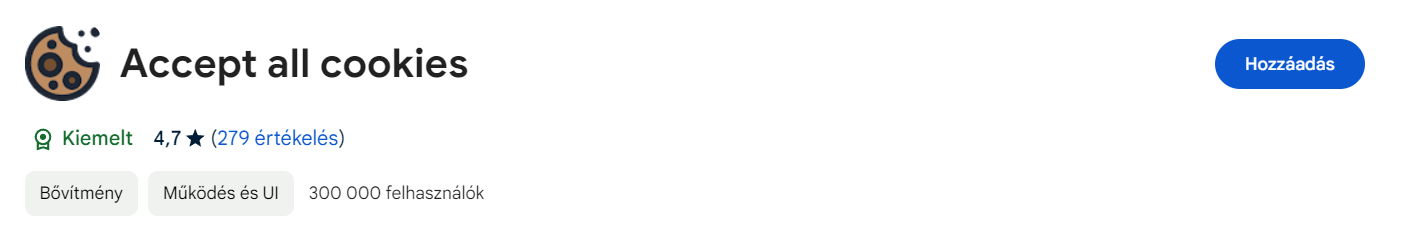 Accept all cookies
Hozzáadás
Kiemelt 4,7 ★ (279 értékelés)
Bővítmény Működés és UI 300 000 felhasználók